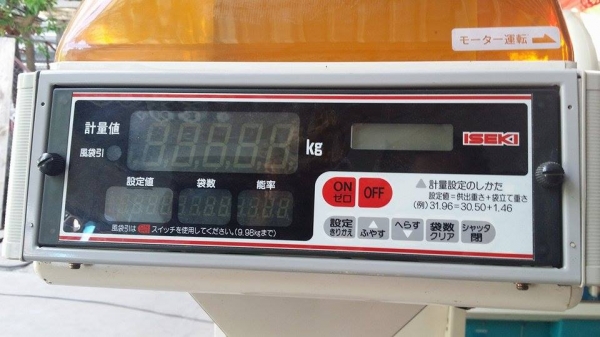 モーター運転
計量値
kg
ISEKI
風袋引
設定値 袋数 能率
ON
ゼロ
OFF
▲計量設定のしかた
設定値=供出重さ+袋立て重さ
(例) 31.96=30.50+1.46
設定
きりかえ
▲
ふやす
へらす
▼
袋数
クリア
シャッタ
閉
風袋引は スイッチを使用してください。(9.98kgまで)